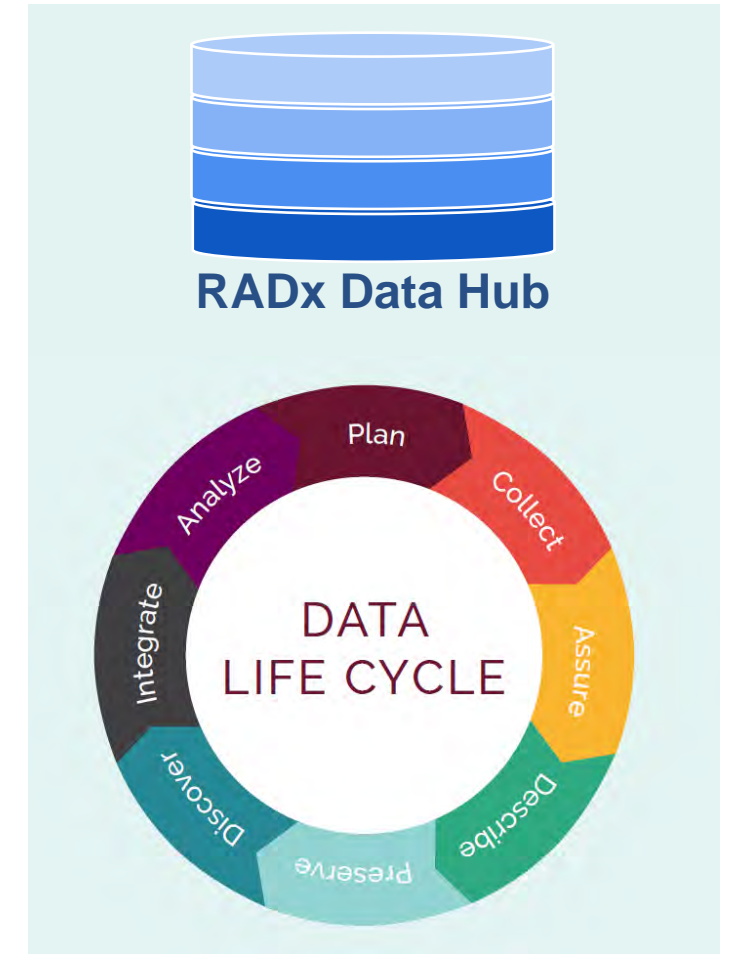 RADx Data Hub
Plan
Collect
Assure
Describe
Preserve
Discover
Integrate
Analyze
DATA
LIFE CYCLE